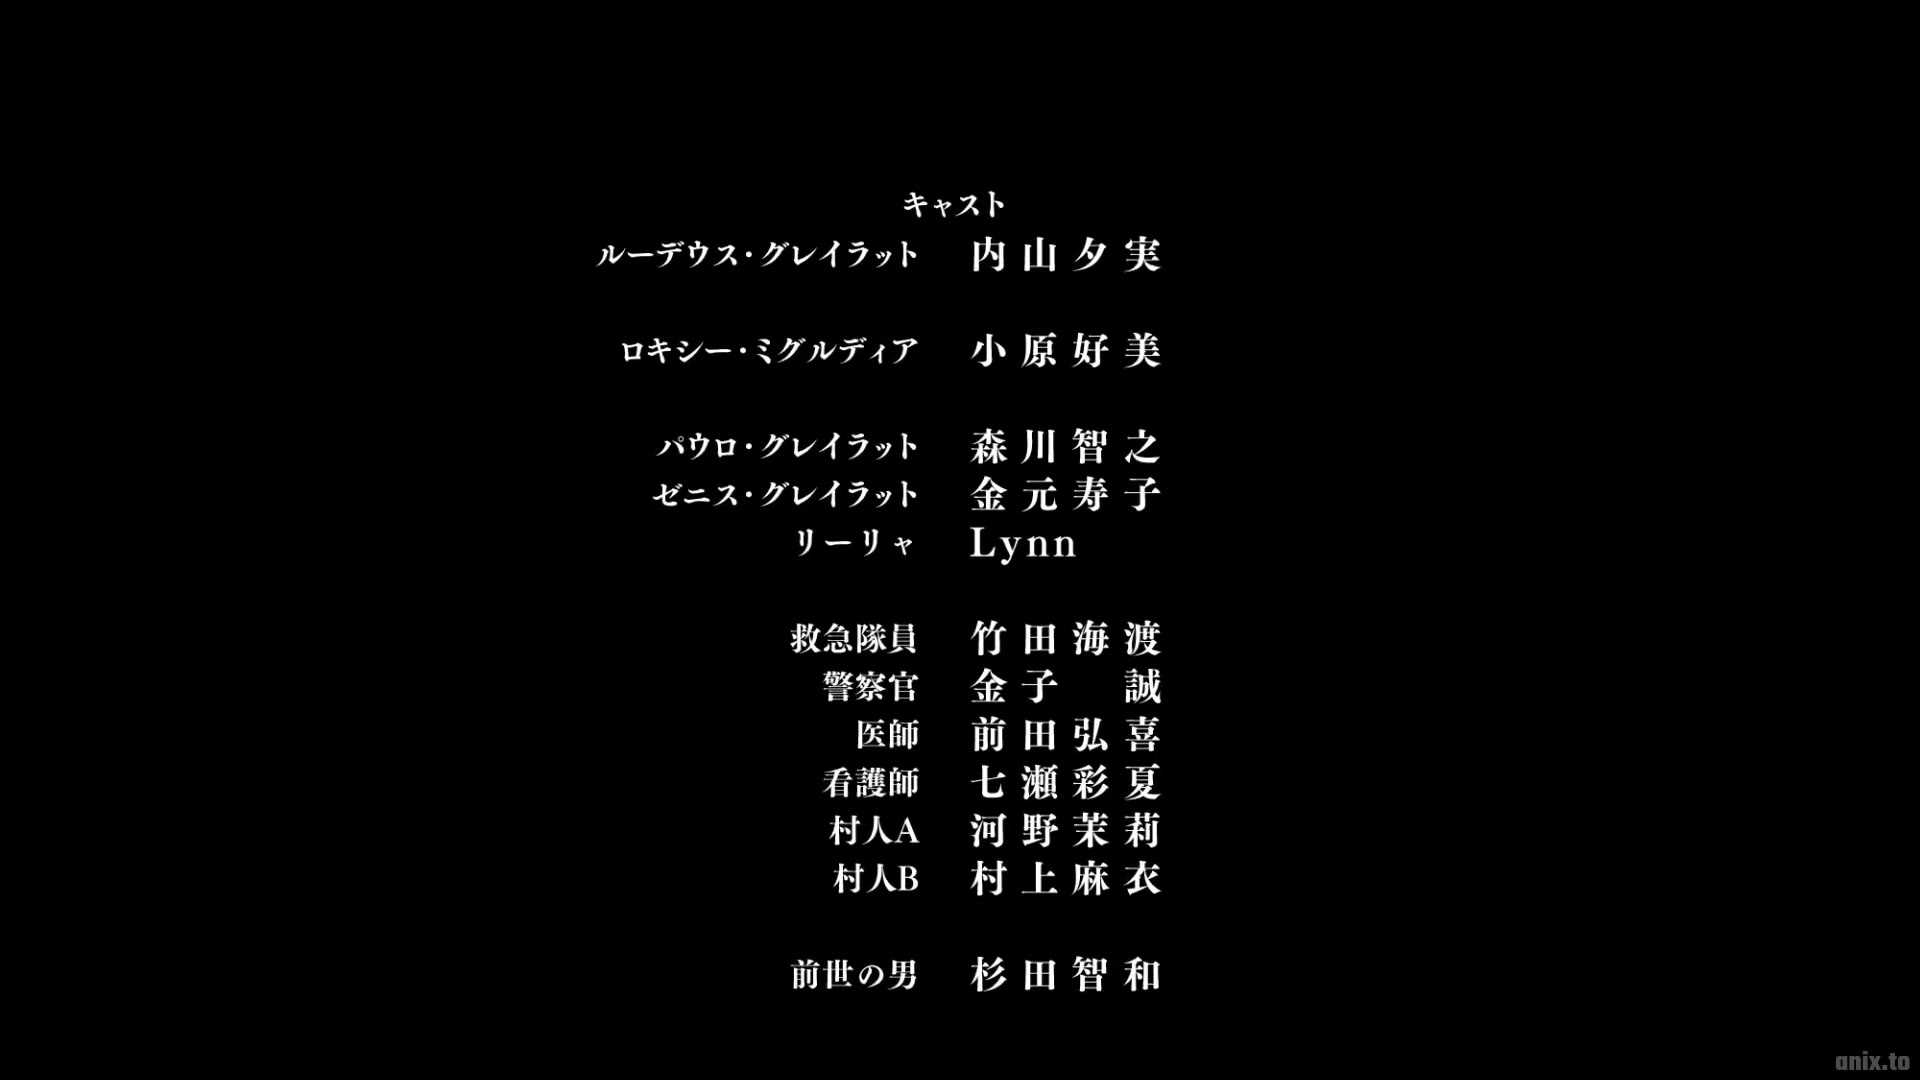 キャスト
ルーデウス・グレイラット 内山夕実
ロキシー・ミグルディア 小原好美
パウロ・グレイラット 森川智之
ゼニス・グレイラット 金元寿子
リーリャ Lynn
救急隊員 竹田海渡
警察官 金子 誠
医師 前田弘喜
看護師 七瀬彩夏
村人A 河野茉莉
村人B 村上麻衣
前世の男 杉田智和
anix.to